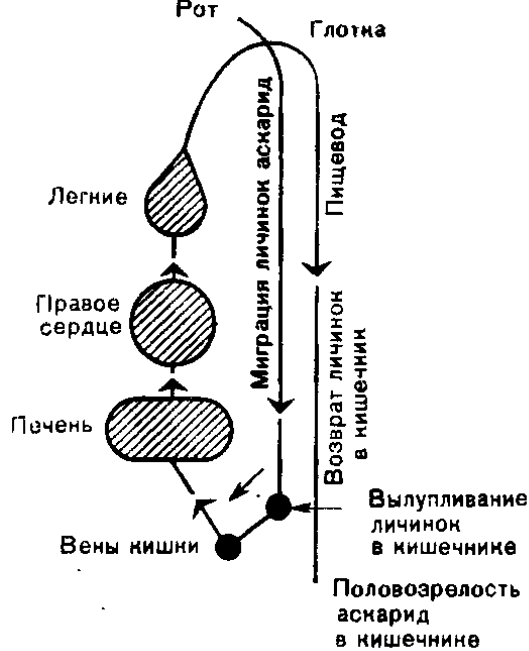 Рот
Глотка
Миграция личинок аскарид
Пищевод
Легкие
Правое
сердце
Возврат личинок
в кишечник
Печень
Вылупливание
личинок
в кишечнике
Вены кишки
Половозрелость
аскарид
в кишечнике